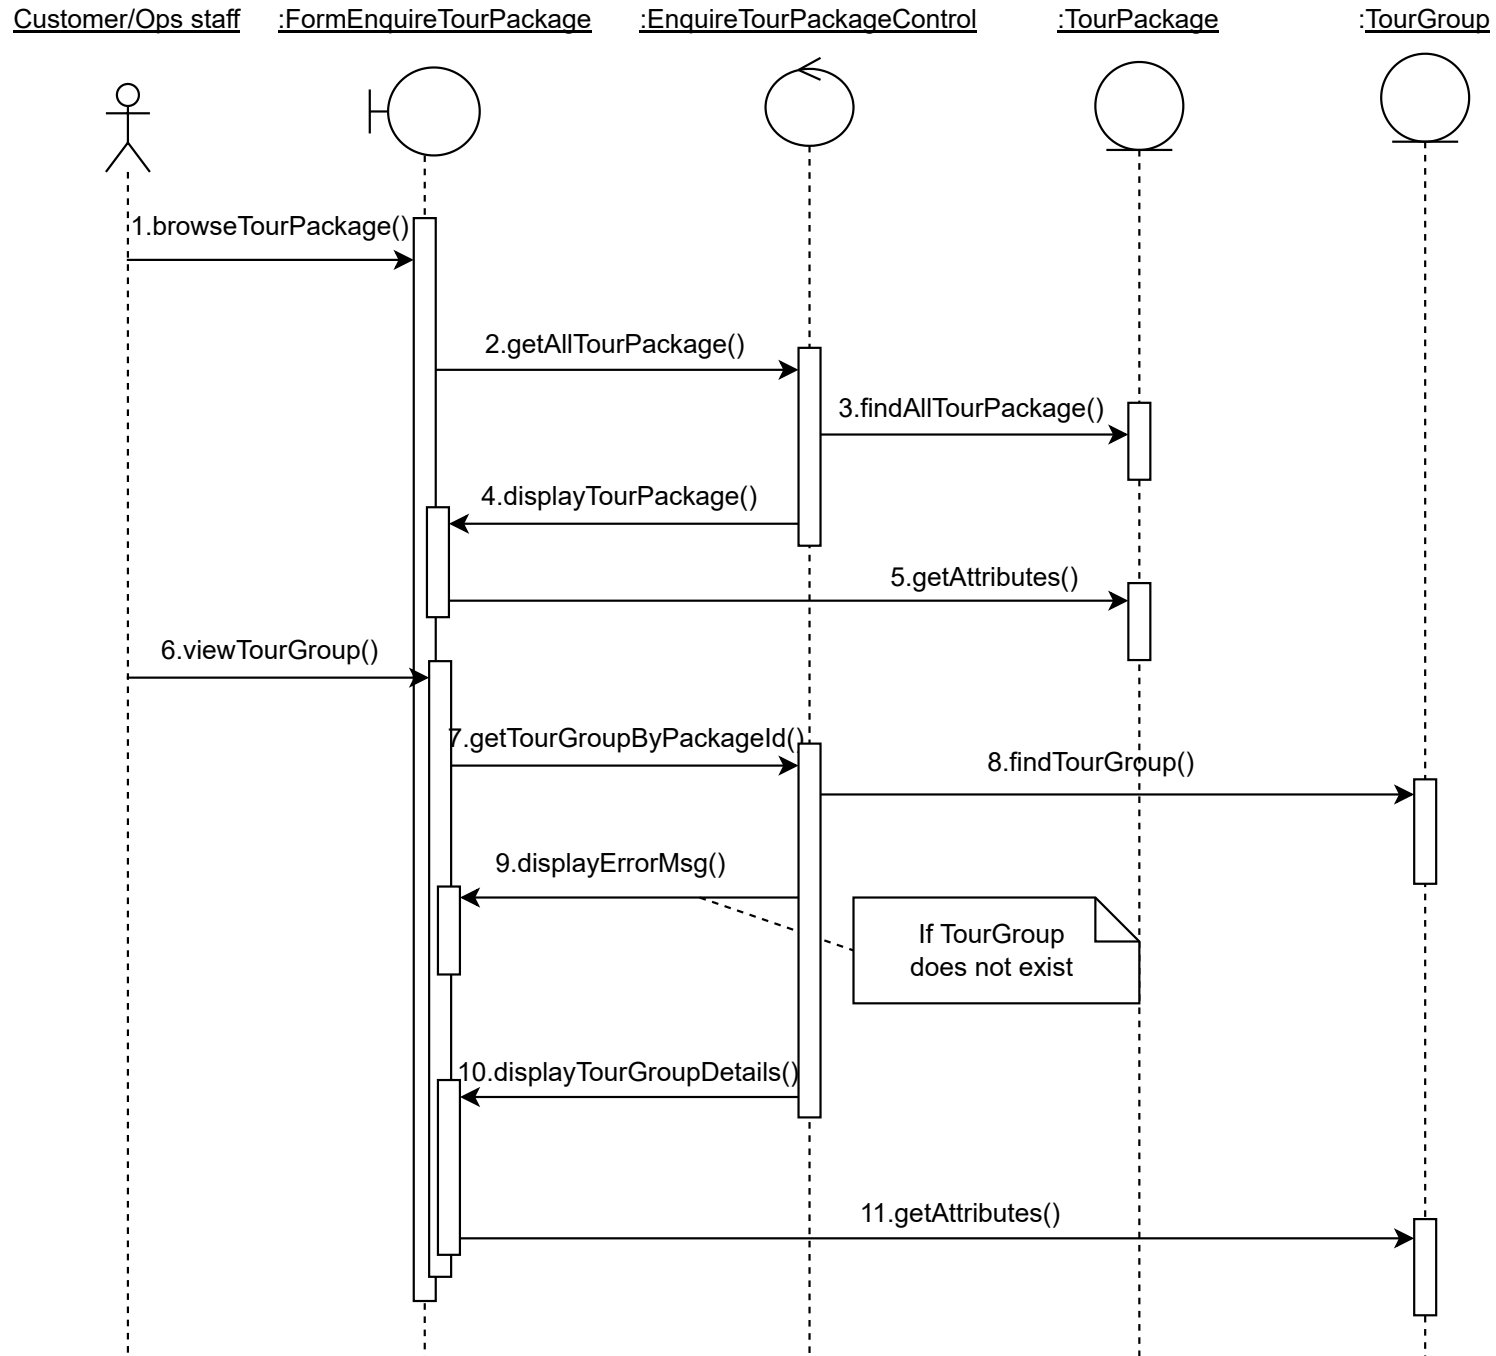 Customer/Ops staff
:FormEnquireTourPackage
:EnquireTourPackageControl
:TourPackage
:TourGroup
1.browseTourPackage()
2.getAllTourPackage()
3.findAllTourPackage()
4.displayTourPackage()
5.getAttributes()
6.viewTourGroup()
7.getTourGroupByPackageId()
8.findTourGroup()
9.displayErrorMsg()
If TourGroup
does not exist
10.displayTourGroupDetails()
11.getAttributes()